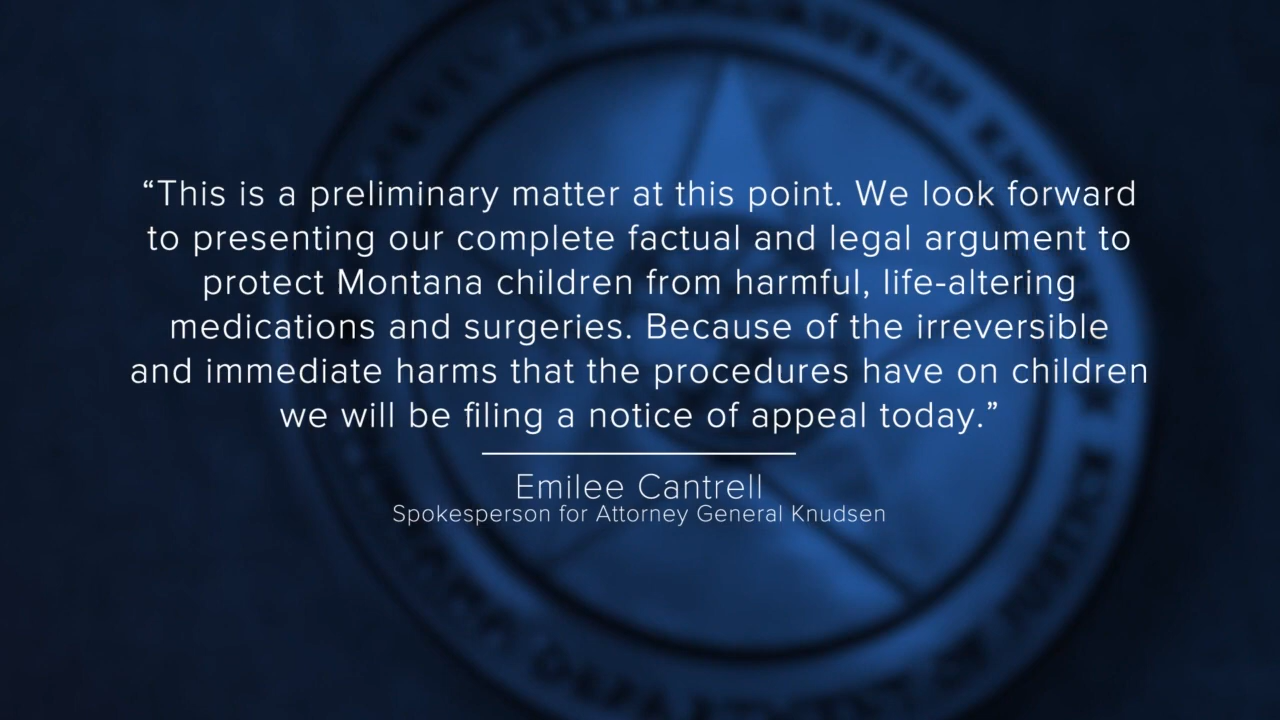 “This is a preliminary matter at this point. We look forward
to presenting our complete factual and legal argument to
protect Montana children from harmful, life-altering
medications and surgeries. Because of the irreversible
and immediate harms that the procedures have on children
we will be filing a notice of appeal today.”
Emilee Cantrell
Spokesperson for Attorney General Knudsen
AUSTIN
OF JUSTICE